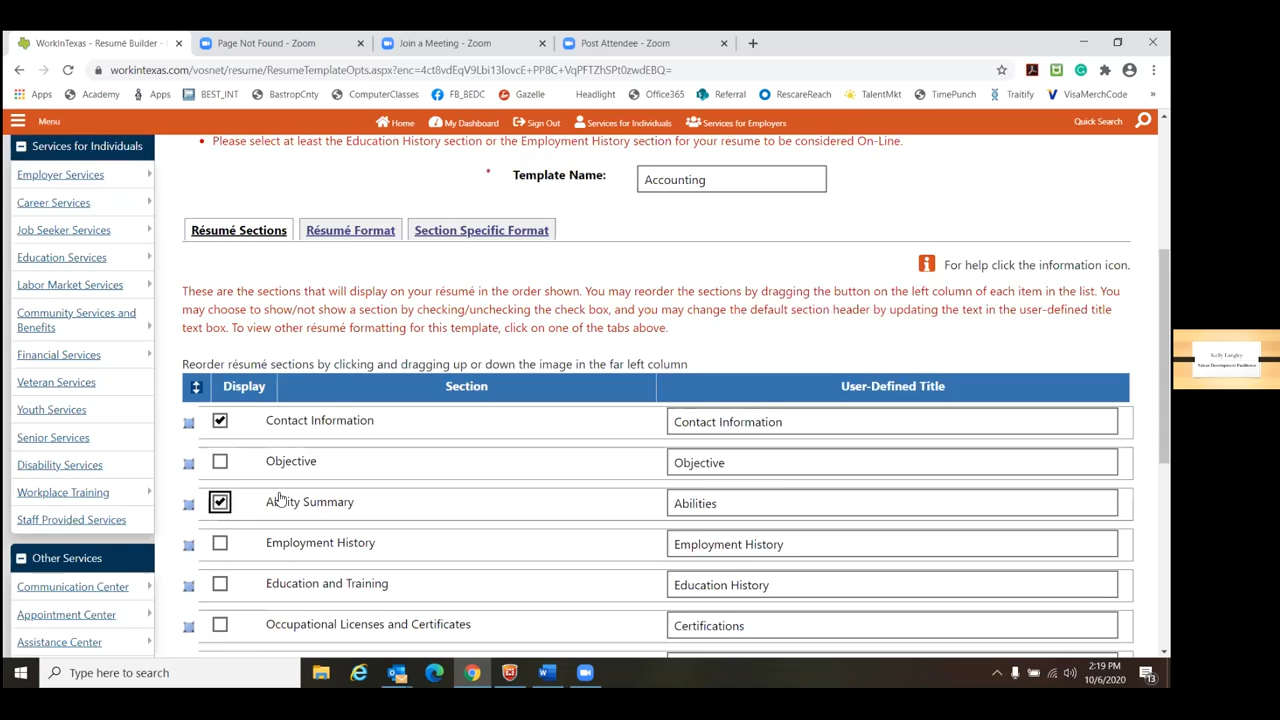 WorkInTexas - Résumé Builder -
Page Not Found - Zoom
Join a Meeting - Zoom
Post Attendee - Zoom
workintexas.com/vosnet/resume/ResumeTemplateOpts.aspx?enc=4ct8vdEqV9Lbi13lovcE+PP8C+VqPFTZhSPt0zwdEBQ=
Apps
Academy
Apps
BEST_INT
BastropCnty
ComputerClasses
FB_BEDC
Gazelle
Headlight
Office365
Referral
RescareReach
TalentMkt
TimePunch
Traitify
VisaMerchCode
»
Menu
Home
My Dashboard
Sign Out
Services for Individuals
Services for Employers
Quick Search
Services for Individuals
Employer Services
Career Services
Job Seeker Services
Education Services
Labor Market Services
Community Services and
Benefits
Financial Services
Veteran Services
Youth Services
Senior Services
Disability Services
Workplace Training
Staff Provided Services
Other Services
Communication Center
Appointment Center
Assistance Center
• Please select at least the Education History section or the Employment History section for your resume to be considered On-Line.
* Template Name: Accounting
Résumé Sections
Résumé Format
Section Specific Format
For help click the information icon.
These are the sections that will display on your résumé in the order shown. You may reorder the sections by dragging the button on the left column of each item in the list. You
may choose to show/not show a section by checking/unchecking the check box, and you may change the default section header by updating the text in the user-defined title
text box. To view other résumé formatting for this template, click on one of the tabs above.
Reorder résumé sections by clicking and dragging up or down the image in the far left column
Display Section User-Defined Title
Contact Information Contact Information
Objective Objective
Ability Summary Abilities
Employment History Employment History
Education and Training Education History
Occupational Licenses and Certificates Certifications
Kelly Langley
Talent Development Facilitator
Type here to search
2:19 PM
10/6/2020
13